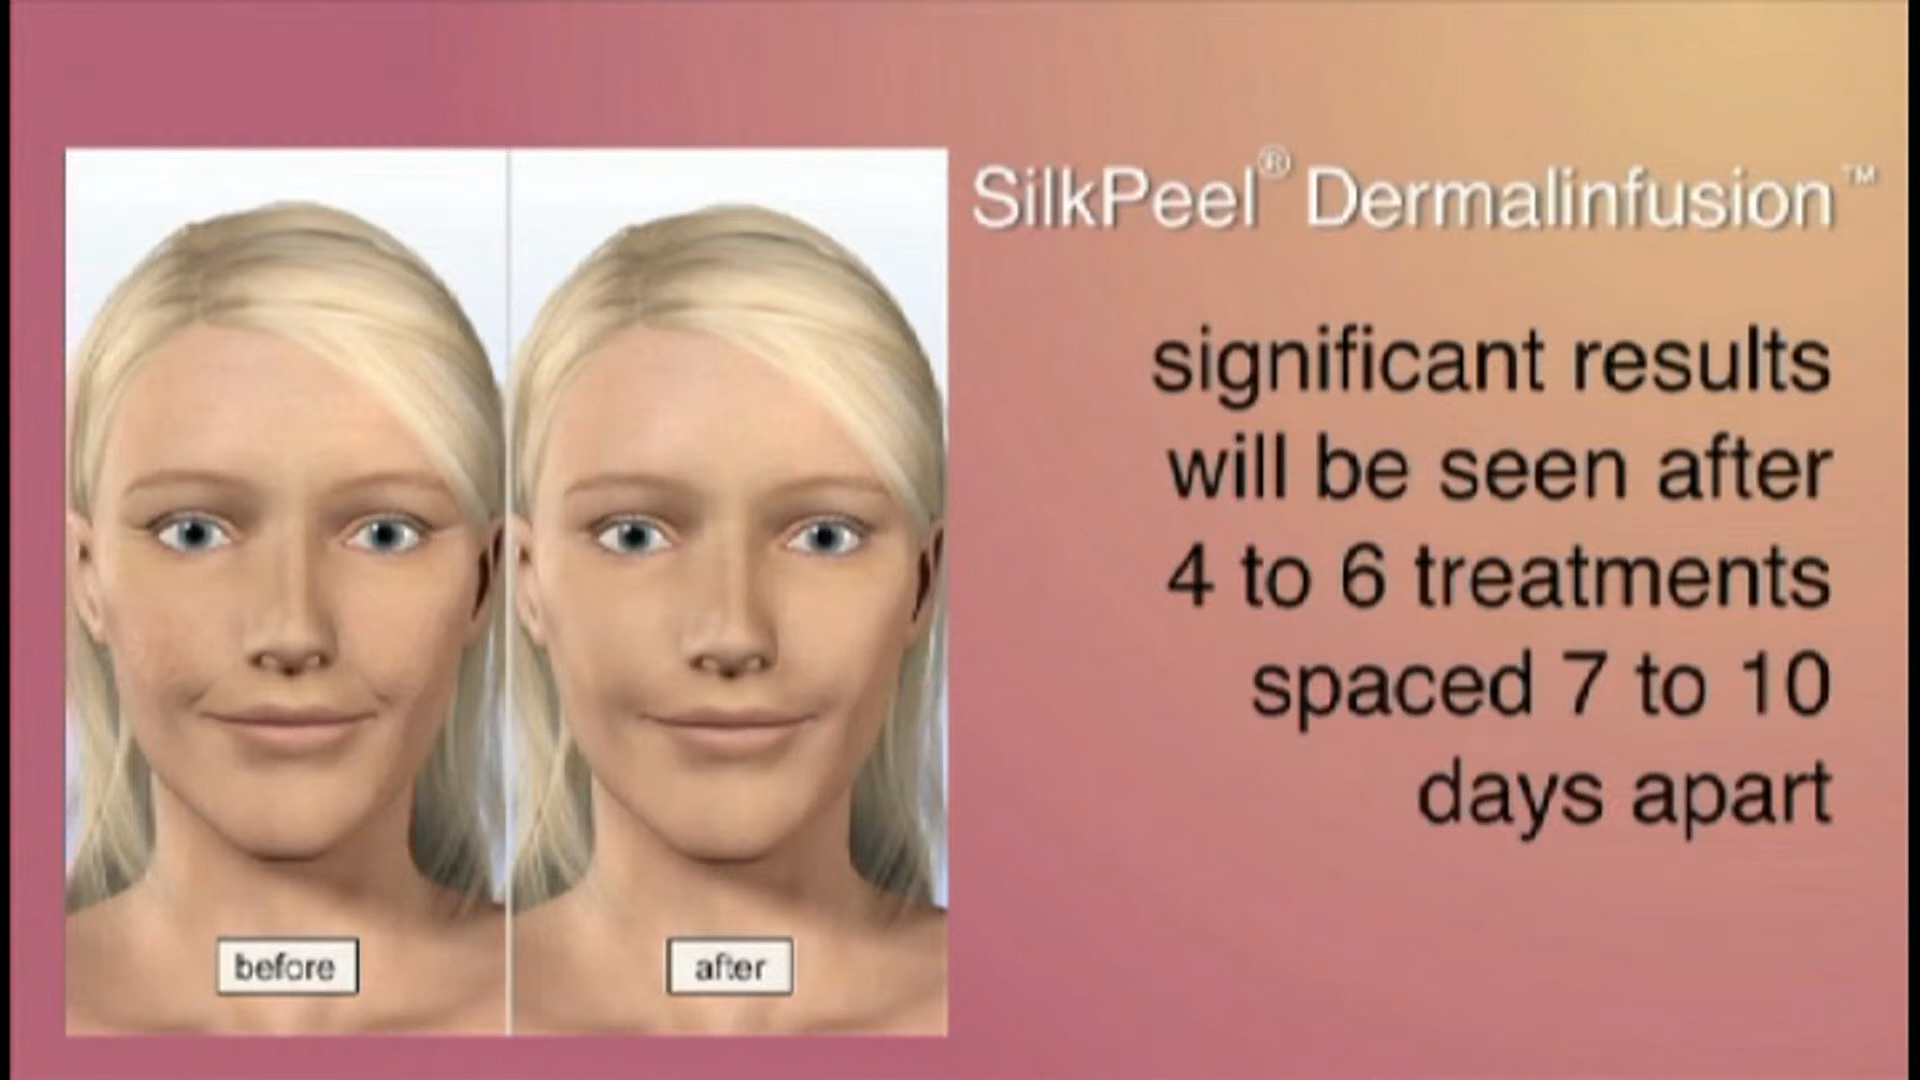 SilkPeel® Dermalinfusion™
significant results
will be seen after
4 to 6 treatments
spaced 7 to 10
days apart
before
after